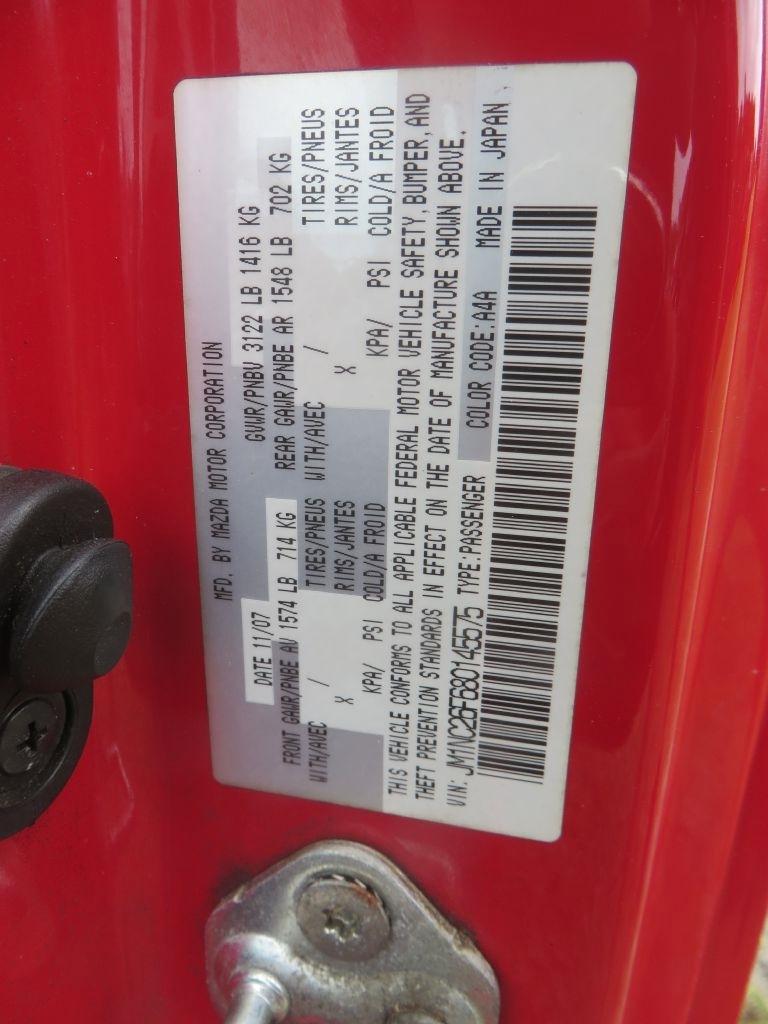 MFD. BY MAZDA MOTOR CORPORATION
DATE 11/07 GVWR/PNBV 3122 LB 1416 KG
FRONT GAWR/PNBE AV 1574 LB 714 KG REAR GAWR/PNBE AR 1548 LB 702 KG
WITH/AVEC / TIRES/PNEUS WITH/AVEC / TIRES/PNEUS
X RIMS/JANTES X RIMS/JANTES
KPA/ PSI COLD/A FROID KPA/ PSI COLD/A FROID
THIS VEHICLE CONFORMS TO ALL APPLICABLE FEDERAL MOTOR VEHICLE SAFETY, BUMPER, AND
THEFT PREVENTION STANDARDS IN EFFECT ON THE DATE OF MANUFACTURE SHOWN ABOVE.
VIN: JM1NC26F680145575 TYPE:PASSENGER COLOR CODE:A4A MADE IN JAPAN.